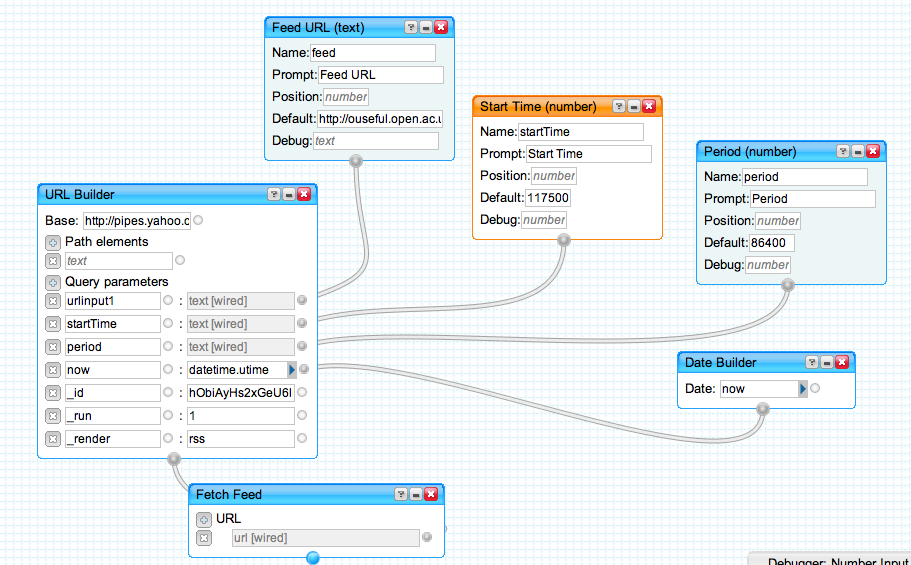 Feed URL (text)
Name: feed
Prompt: Feed URL
Position: number
Default: http://ouseful.open.ac.u
Debug: text
Start Time (number)
Name: startTime
Prompt: Start Time
Position: number
Default: 117500
Debug: number
Period (number)
Name: period
Prompt: Period
Position: number
Default: 86400
Debug: number
URL Builder
Base: http://pipes.yahoo.c
Path elements
text
Query parameters
urlinput1 : text [wired]
startTime : text [wired]
period : text [wired]
now : datetime.utime
_id : hObiAyHs2xGeU6l
_run : 1
_render : rss
Date Builder
Date: now
Fetch Feed
URL
url [wired]
Debugger: Number Input